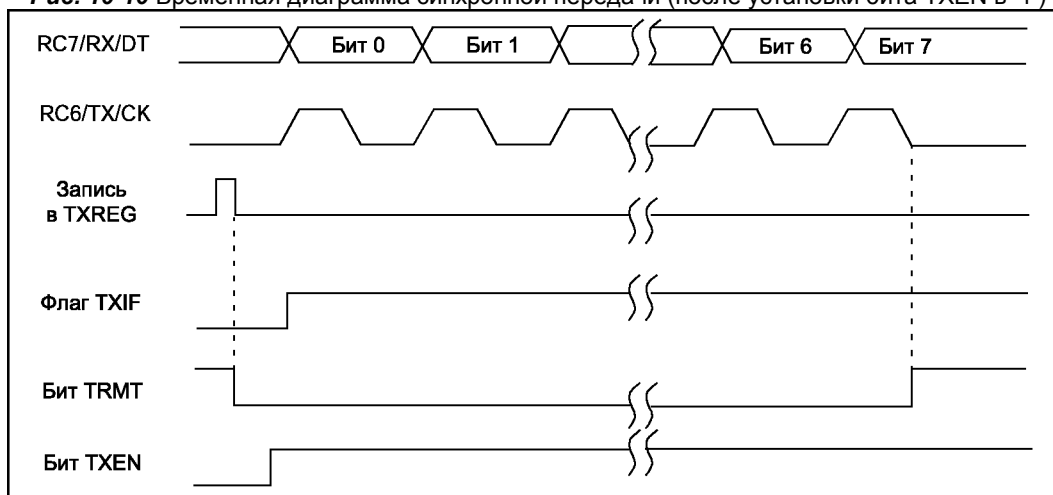 Рис. 10-10 Временная диаграмма синхронной передачи (после установки бита TXEN в '1')
RC7/RX/DT
Бит 0
Бит 1
Бит 6
Бит 7
RC6/TX/CK
Запись
в TXREG
Флаг TXIF
Бит TRMT
Бит TXEN